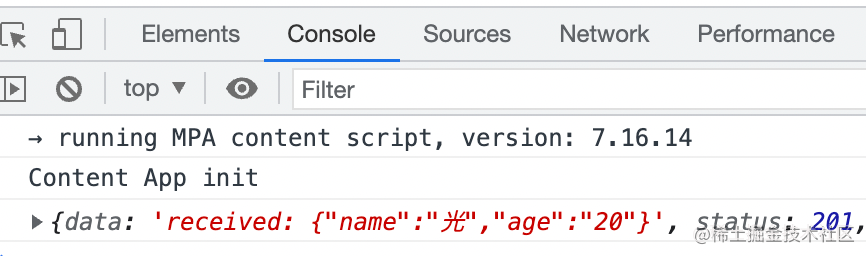 Elements Console Sources Network Performance
top ▼ Filter
→ running MPA content script, version: 7.16.14
Content App init
▶{data: 'received: {"name":"光","age":"20"}', status: 201,
@稀土掘金技术社区